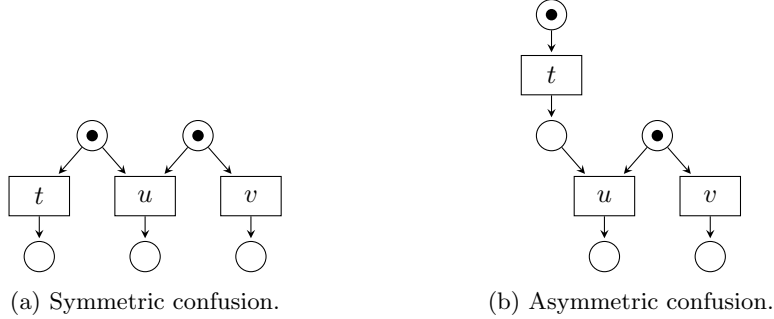 t
t u v
u v
(a) Symmetric confusion.
(b) Asymmetric confusion.